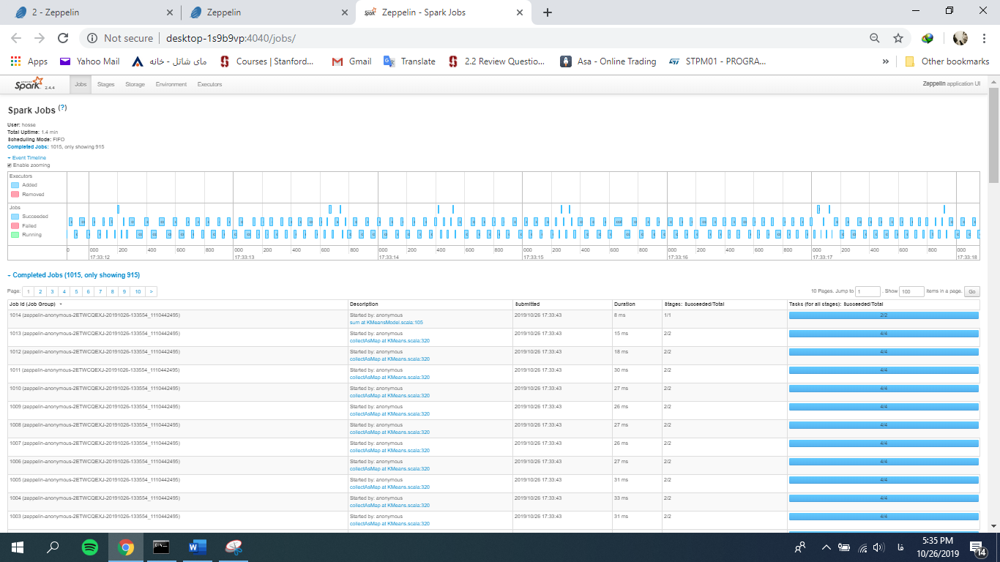 2 - Zeppelin
Zeppelin
Zeppelin - Spark Jobs
Not secure | desktop-1s9b9vp:4040/jobs/
Apps Yahoo Mail مای شاتل - خانه Courses | Stanford... Gmail Translate 2.2 Review Questio... Asa - Online Trading STPM01 - PROGRA... » Other bookmarks
APACHE Spark 2.4.4 Jobs Stages Storage Environment Executors Zeppelin application UI
Spark Jobs (?)
User: hosse
Total Uptime: 1.4 min
Scheduling Mode: FIFO
Completed Jobs: 1015, only showing 915
Event Timeline
Enable zooming
Executors
Added
Removed
Jobs
Succeeded
Failed
Running
0 000 200 400 600 800 000 200 400 600 800 000 200 400 600 800 000 200 400 600 800 000 200 400 600 800 000 200 400 600 800 000
17:33:12 17:33:13 17:33:14 17:33:15 17:33:16 17:33:17 17:33:18
Completed Jobs (1015, only showing 915)
Page: 1 2 3 4 5 6 7 8 9 10 > 10 Pages. Jump to 1 . Show 100 items in a page. Go
Job Id (Job Group) Description Submitted Duration Stages: Succeeded/Total Tasks (for all stages): Succeeded/Total
1014 (zeppelin-anonymous-2ETWCQEXJ-20191026-133554_1110442495) Started by: anonymous 2019/10/26 17:33:43 8 ms 1/1 2/2
sum at KMeansModel.scala:105
1013 (zeppelin-anonymous-2ETWCQEXJ-20191026-133554_1110442495) Started by: anonymous 2019/10/26 17:33:43 15 ms 2/2 4/4
collectAsMap at KMeans.scala:320
1012 (zeppelin-anonymous-2ETWCQEXJ-20191026-133554_1110442495) Started by: anonymous 2019/10/26 17:33:43 18 ms 2/2 4/4
collectAsMap at KMeans.scala:320
1011 (zeppelin-anonymous-2ETWCQEXJ-20191026-133554_1110442495) Started by: anonymous 2019/10/26 17:33:43 30 ms 2/2 4/4
collectAsMap at KMeans.scala:320
1010 (zeppelin-anonymous-2ETWCQEXJ-20191026-133554_1110442495) Started by: anonymous 2019/10/26 17:33:43 27 ms 2/2 4/4
collectAsMap at KMeans.scala:320
1009 (zeppelin-anonymous-2ETWCQEXJ-20191026-133554_1110442495) Started by: anonymous 2019/10/26 17:33:43 26 ms 2/2 4/4
collectAsMap at KMeans.scala:320
1008 (zeppelin-anonymous-2ETWCQEXJ-20191026-133554_1110442495) Started by: anonymous 2019/10/26 17:33:43 27 ms 2/2 4/4
collectAsMap at KMeans.scala:320
1007 (zeppelin-anonymous-2ETWCQEXJ-20191026-133554_1110442495) Started by: anonymous 2019/10/26 17:33:43 26 ms 2/2 4/4
collectAsMap at KMeans.scala:320
1006 (zeppelin-anonymous-2ETWCQEXJ-20191026-133554_1110442495) Started by: anonymous 2019/10/26 17:33:43 27 ms 2/2 4/4
collectAsMap at KMeans.scala:320
1005 (zeppelin-anonymous-2ETWCQEXJ-20191026-133554_1110442495) Started by: anonymous 2019/10/26 17:33:43 31 ms 2/2 4/4
collectAsMap at KMeans.scala:320
1004 (zeppelin-anonymous-2ETWCQEXJ-20191026-133554_1110442495) Started by: anonymous 2019/10/26 17:33:43 33 ms 2/2 4/4
collectAsMap at KMeans.scala:320
1003 (zeppelin-anonymous-2ETWCQEXJ-20191026-133554_1110442495) Started by: anonymous 2019/10/26 17:33:43 31 ms 2/2 4/4
collectAsMap at KMeans.scala:320
فا 5:35 PM
10/26/2019 14